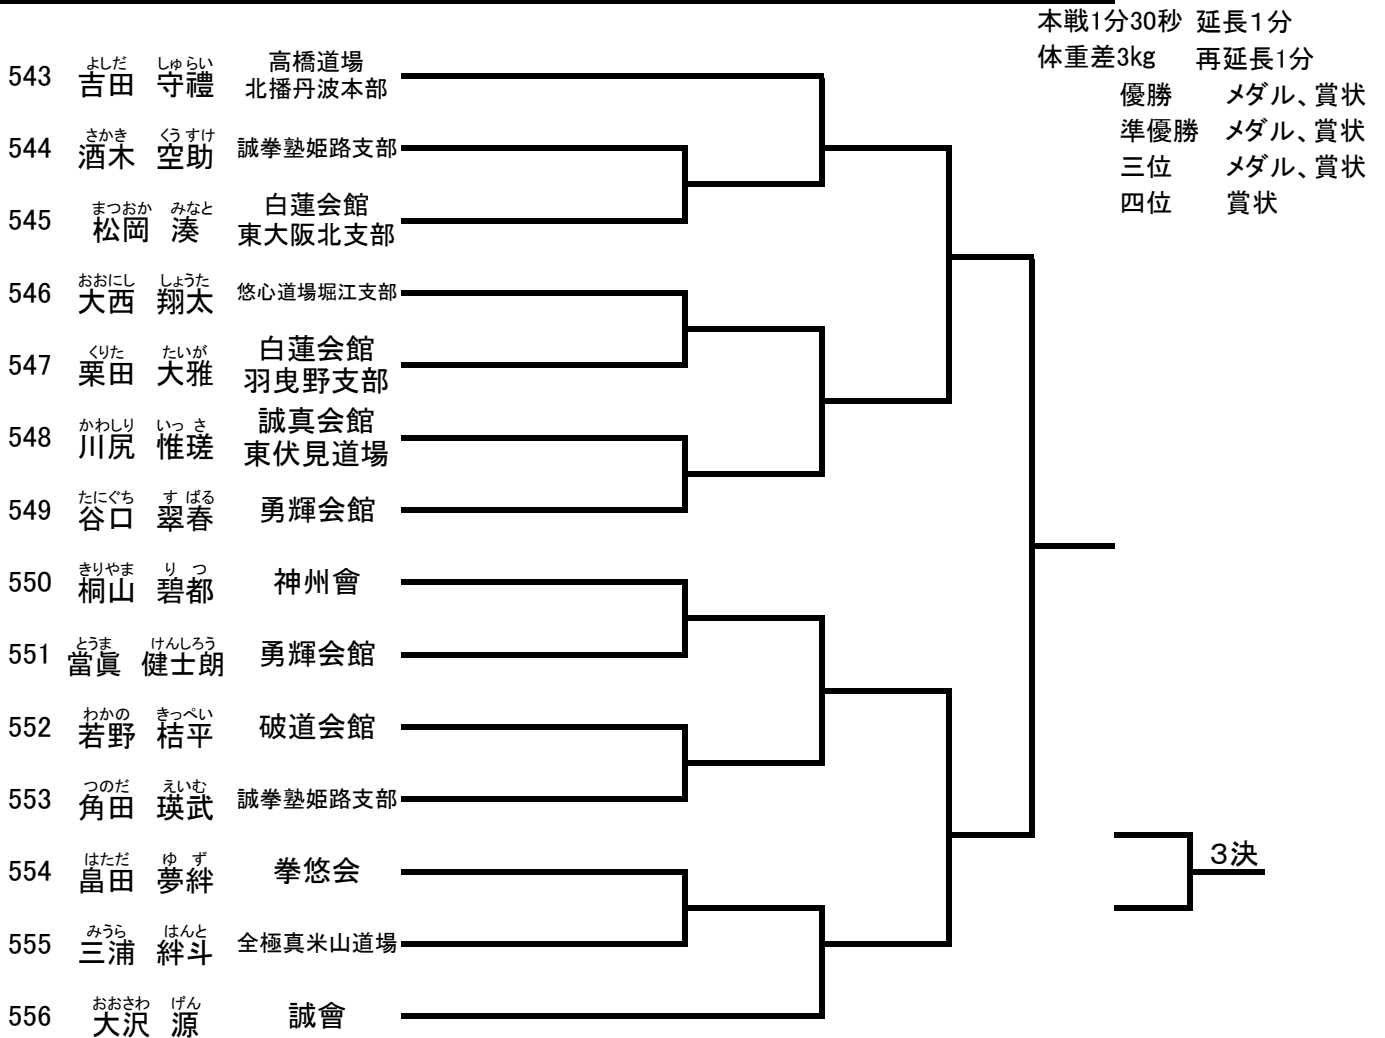 本戦1分30秒 延長１分
体重差3kg 再延長1分
優勝 メダル、賞状
準優勝 メダル、賞状
三位 メダル、賞状
四位 賞状
よしだ しゅらい
543 吉田 守禮 高橋道場
北播丹波本部
さかき くうすけ
544 酒木 空助 誠拳塾姫路支部
まつおか みなと
545 松岡 湊 白蓮会館
東大阪北支部
おおにし しょうた
546 大西 翔太 悠心道場堀江支部
くりた たいが
547 栗田 大雅 白蓮会館
羽曳野支部
かわしり いっさ
548 川尻 惟瑳 誠真会館
東伏見道場
たにぐち すばる
549 谷口 翠春 勇輝会館
きりやま りつ
550 桐山 碧都 神州會
とうま けんしろう
551 當眞 健士朗 勇輝会館
わかの きっぺい
552 若野 桔平 破道会館
つのだ えいむ
553 角田 瑛武 誠拳塾姫路支部
はただ ゆず
554 畠田 夢絆 拳悠会
みうら はんと
555 三浦 絆斗 全極真米山道場
おおさわ げん
556 大沢 源 誠會
３決